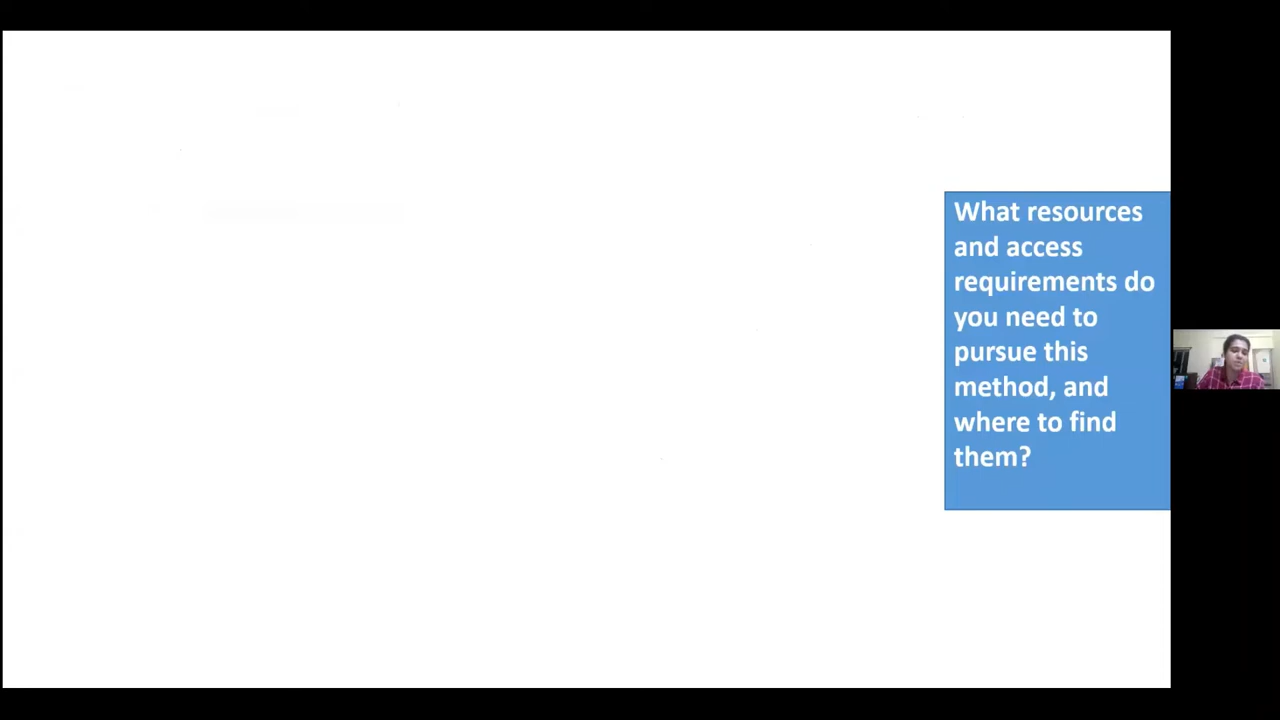 What resources
and access
requirements do
you need to
pursue this
method, and
where to find
them?